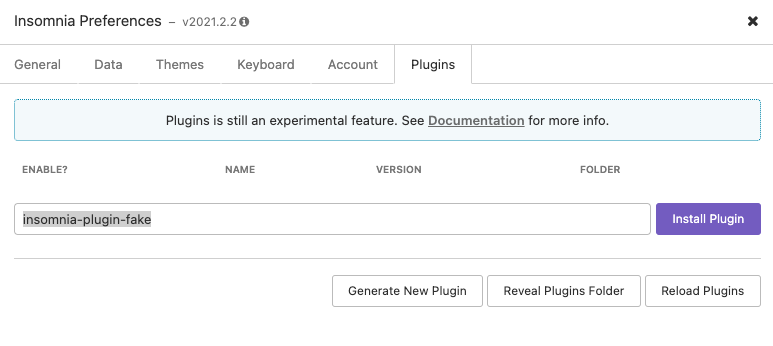 Insomnia Preferences – v2021.2.2
General Data Themes Keyboard Account Plugins
Plugins is still an experimental feature. See Documentation for more info.
ENABLE? NAME VERSION FOLDER
insomnia-plugin-fake Install Plugin
Generate New Plugin Reveal Plugins Folder Reload Plugins